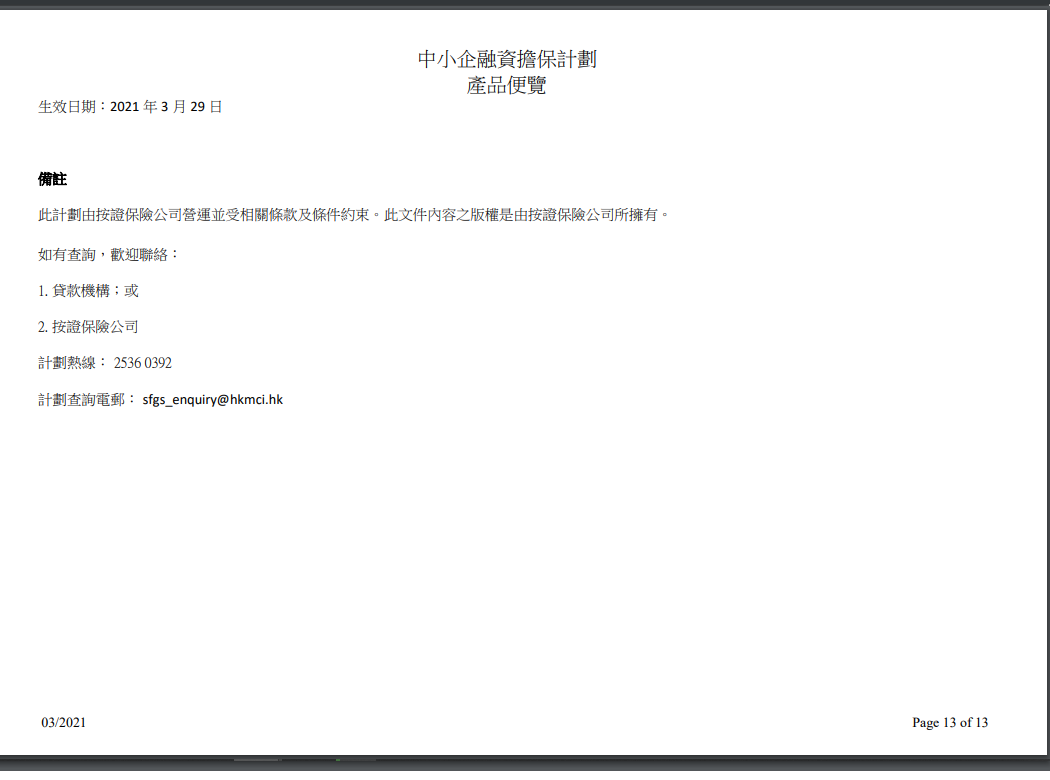 中小企融資擔保計劃
產品便覽
生效日期：2021 年 3 月 29 日
備註
此計劃由按證保險公司營運並受相關條款及條件約束。此文件內容之版權是由按證保險公司所擁有。
如有查詢，歡迎聯絡：
1. 貸款機構；或
2. 按證保險公司
計劃熱線： 2536 0392
計劃查詢電郵： sfgs_enquiry@hkmci.hk
03/2021
Page 13 of 13